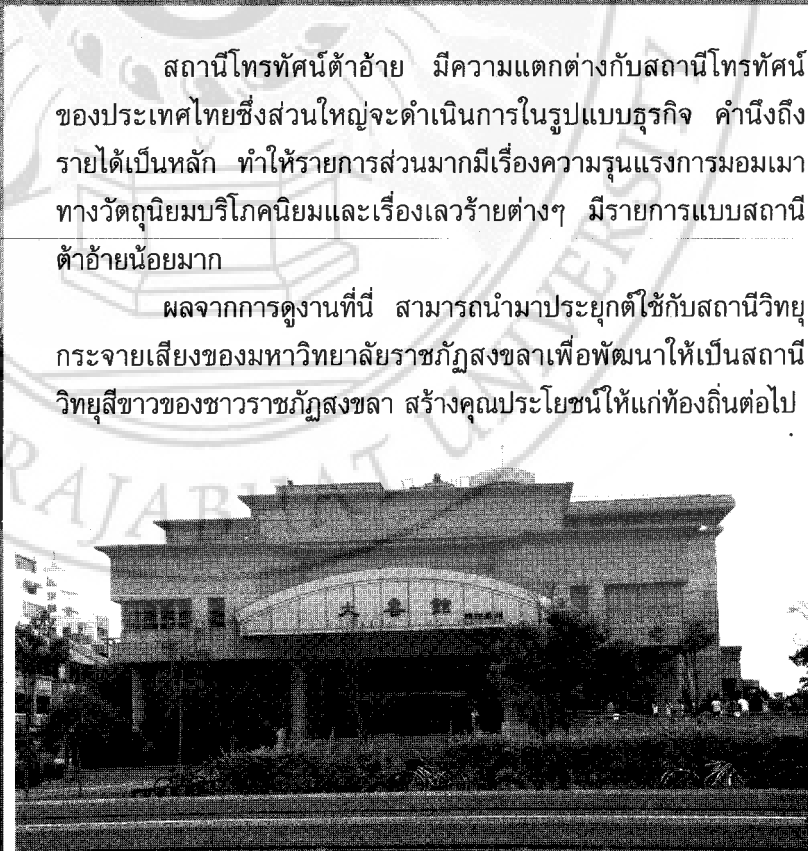 สถานีโทรทัศน์ต้าอ้าย มีความแตกต่างกับสถานีโทรทัศน์
ของประเทศไทยซึ่งส่วนใหญ่จะดำเนินการในรูปแบบธุรกิจ คำนึงถึง
รายได้เป็นหลัก ทำให้รายการส่วนมากมีเรื่องความรุนแรงการมอมเมา
ทางวัตถุนิยมบริโภคนิยมและเรื่องเลวร้ายต่างๆ มีรายการแบบสถานี
ต้าอ้ายน้อยมาก
ผลจากการดูงานที่นี่ สามารถนำมาประยุกต์ใช้กับสถานีวิทยุ
กระจายเสียงของมหาวิทยาลัยราชภัฏสงขลาเพื่อพัฒนาให้เป็นสถานี
วิทยุสีขาวของชาวราชภัฏสงขลา สร้างคุณประโยชน์ให้แก่ท้องถิ่นต่อไป
RAJABHAT UNIVERSITY